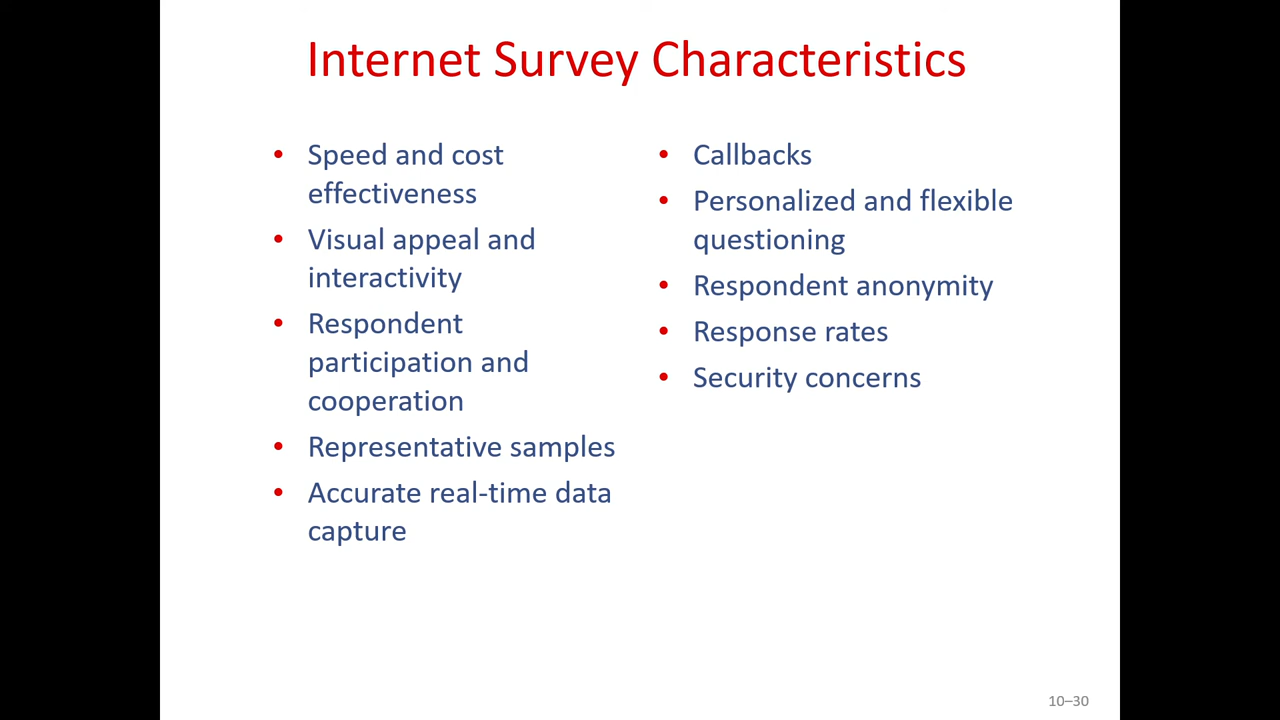 Internet Survey Characteristics
• Speed and cost
effectiveness
• Visual appeal and
interactivity
• Respondent
participation and
cooperation
• Representative samples
• Accurate real-time data
capture
• Callbacks
• Personalized and flexible
questioning
• Respondent anonymity
• Response rates
• Security concerns
10–30